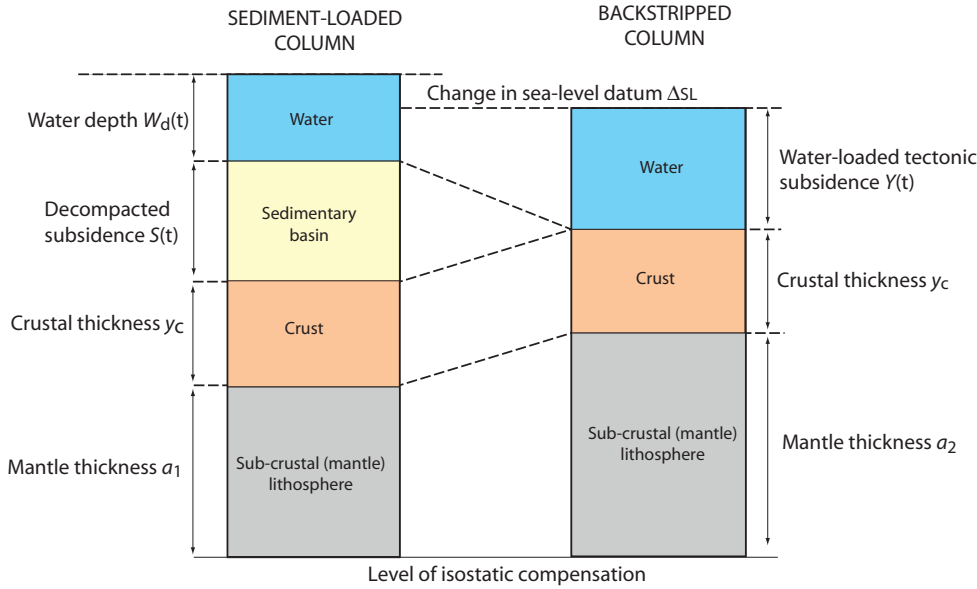 SEDIMENT-LOADED
COLUMN
BACKSTRIPPED
COLUMN
Change in sea-level datum ΔSL
Water depth Wd(t)
Water
Water
Water-loaded tectonic
subsidence Y(t)
Decompacted
subsidence S(t)
Sedimentary
basin
Crust
Crustal thickness yc
Crustal thickness yc
Crust
Mantle thickness a1
Sub-crustal (mantle)
lithosphere
Sub-crustal (mantle)
lithosphere
Mantle thickness a2
Level of isostatic compensation